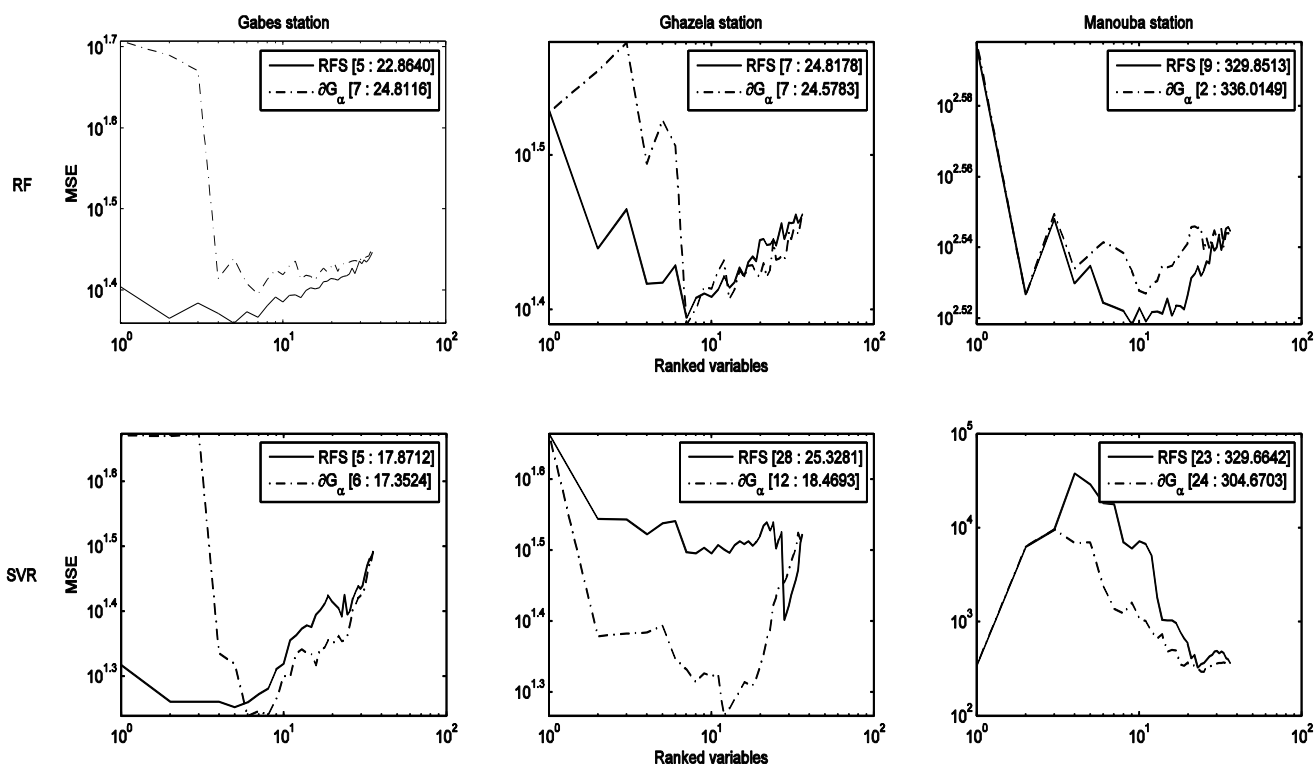 Gabes station
RF
MSE
10^1.7
10^1.6
10^1.5
10^1.4
10^0 10^1 10^2
RFS [5 : 22.8640]
∂G_α [7 : 24.8116]
Ghazela station
10^1.5
10^1.4
10^0 10^1 10^2
Ranked variables
RFS [7 : 24.8178]
∂G_α [7 : 24.5783]
Manouba station
10^2.58
10^2.56
10^2.54
10^2.52
10^0 10^1 10^2
RFS [9 : 329.8513]
∂G_α [2 : 336.0149]
SVR
MSE
10^1.6
10^1.5
10^1.4
10^1.3
10^0 10^1 10^2
RFS [5 : 17.8712]
∂G_α [6 : 17.3524]
10^1.6
10^1.5
10^1.4
10^1.3
10^0 10^1 10^2
Ranked variables
RFS [28 : 25.3281]
∂G_α [12 : 18.4693]
10^5
10^4
10^3
10^2
10^0 10^1 10^2
RFS [23 : 329.6642]
∂G_α [24 : 304.6703]